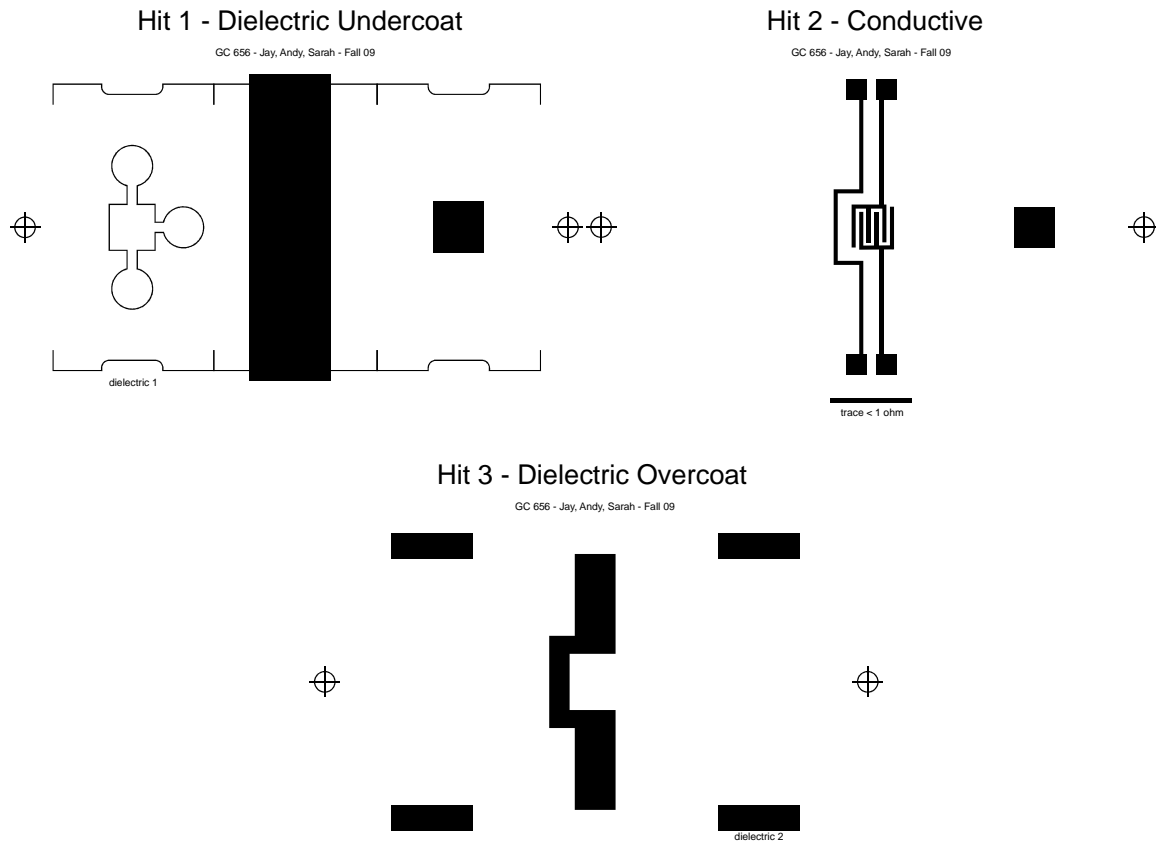 Hit 1 - Dielectric Undercoat
GC 656 - Jay, Andy, Sarah - Fall 09
dielectric 1
Hit 2 - Conductive
GC 656 - Jay, Andy, Sarah - Fall 09
trace < 1 ohm
Hit 3 - Dielectric Overcoat
GC 656 - Jay, Andy, Sarah - Fall 09
dielectric 2